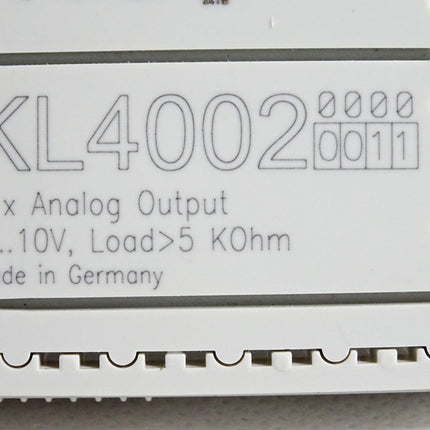 KL4002 0000
0011
x Analog Output
..10V, Load>5 KOhm
de in Germany